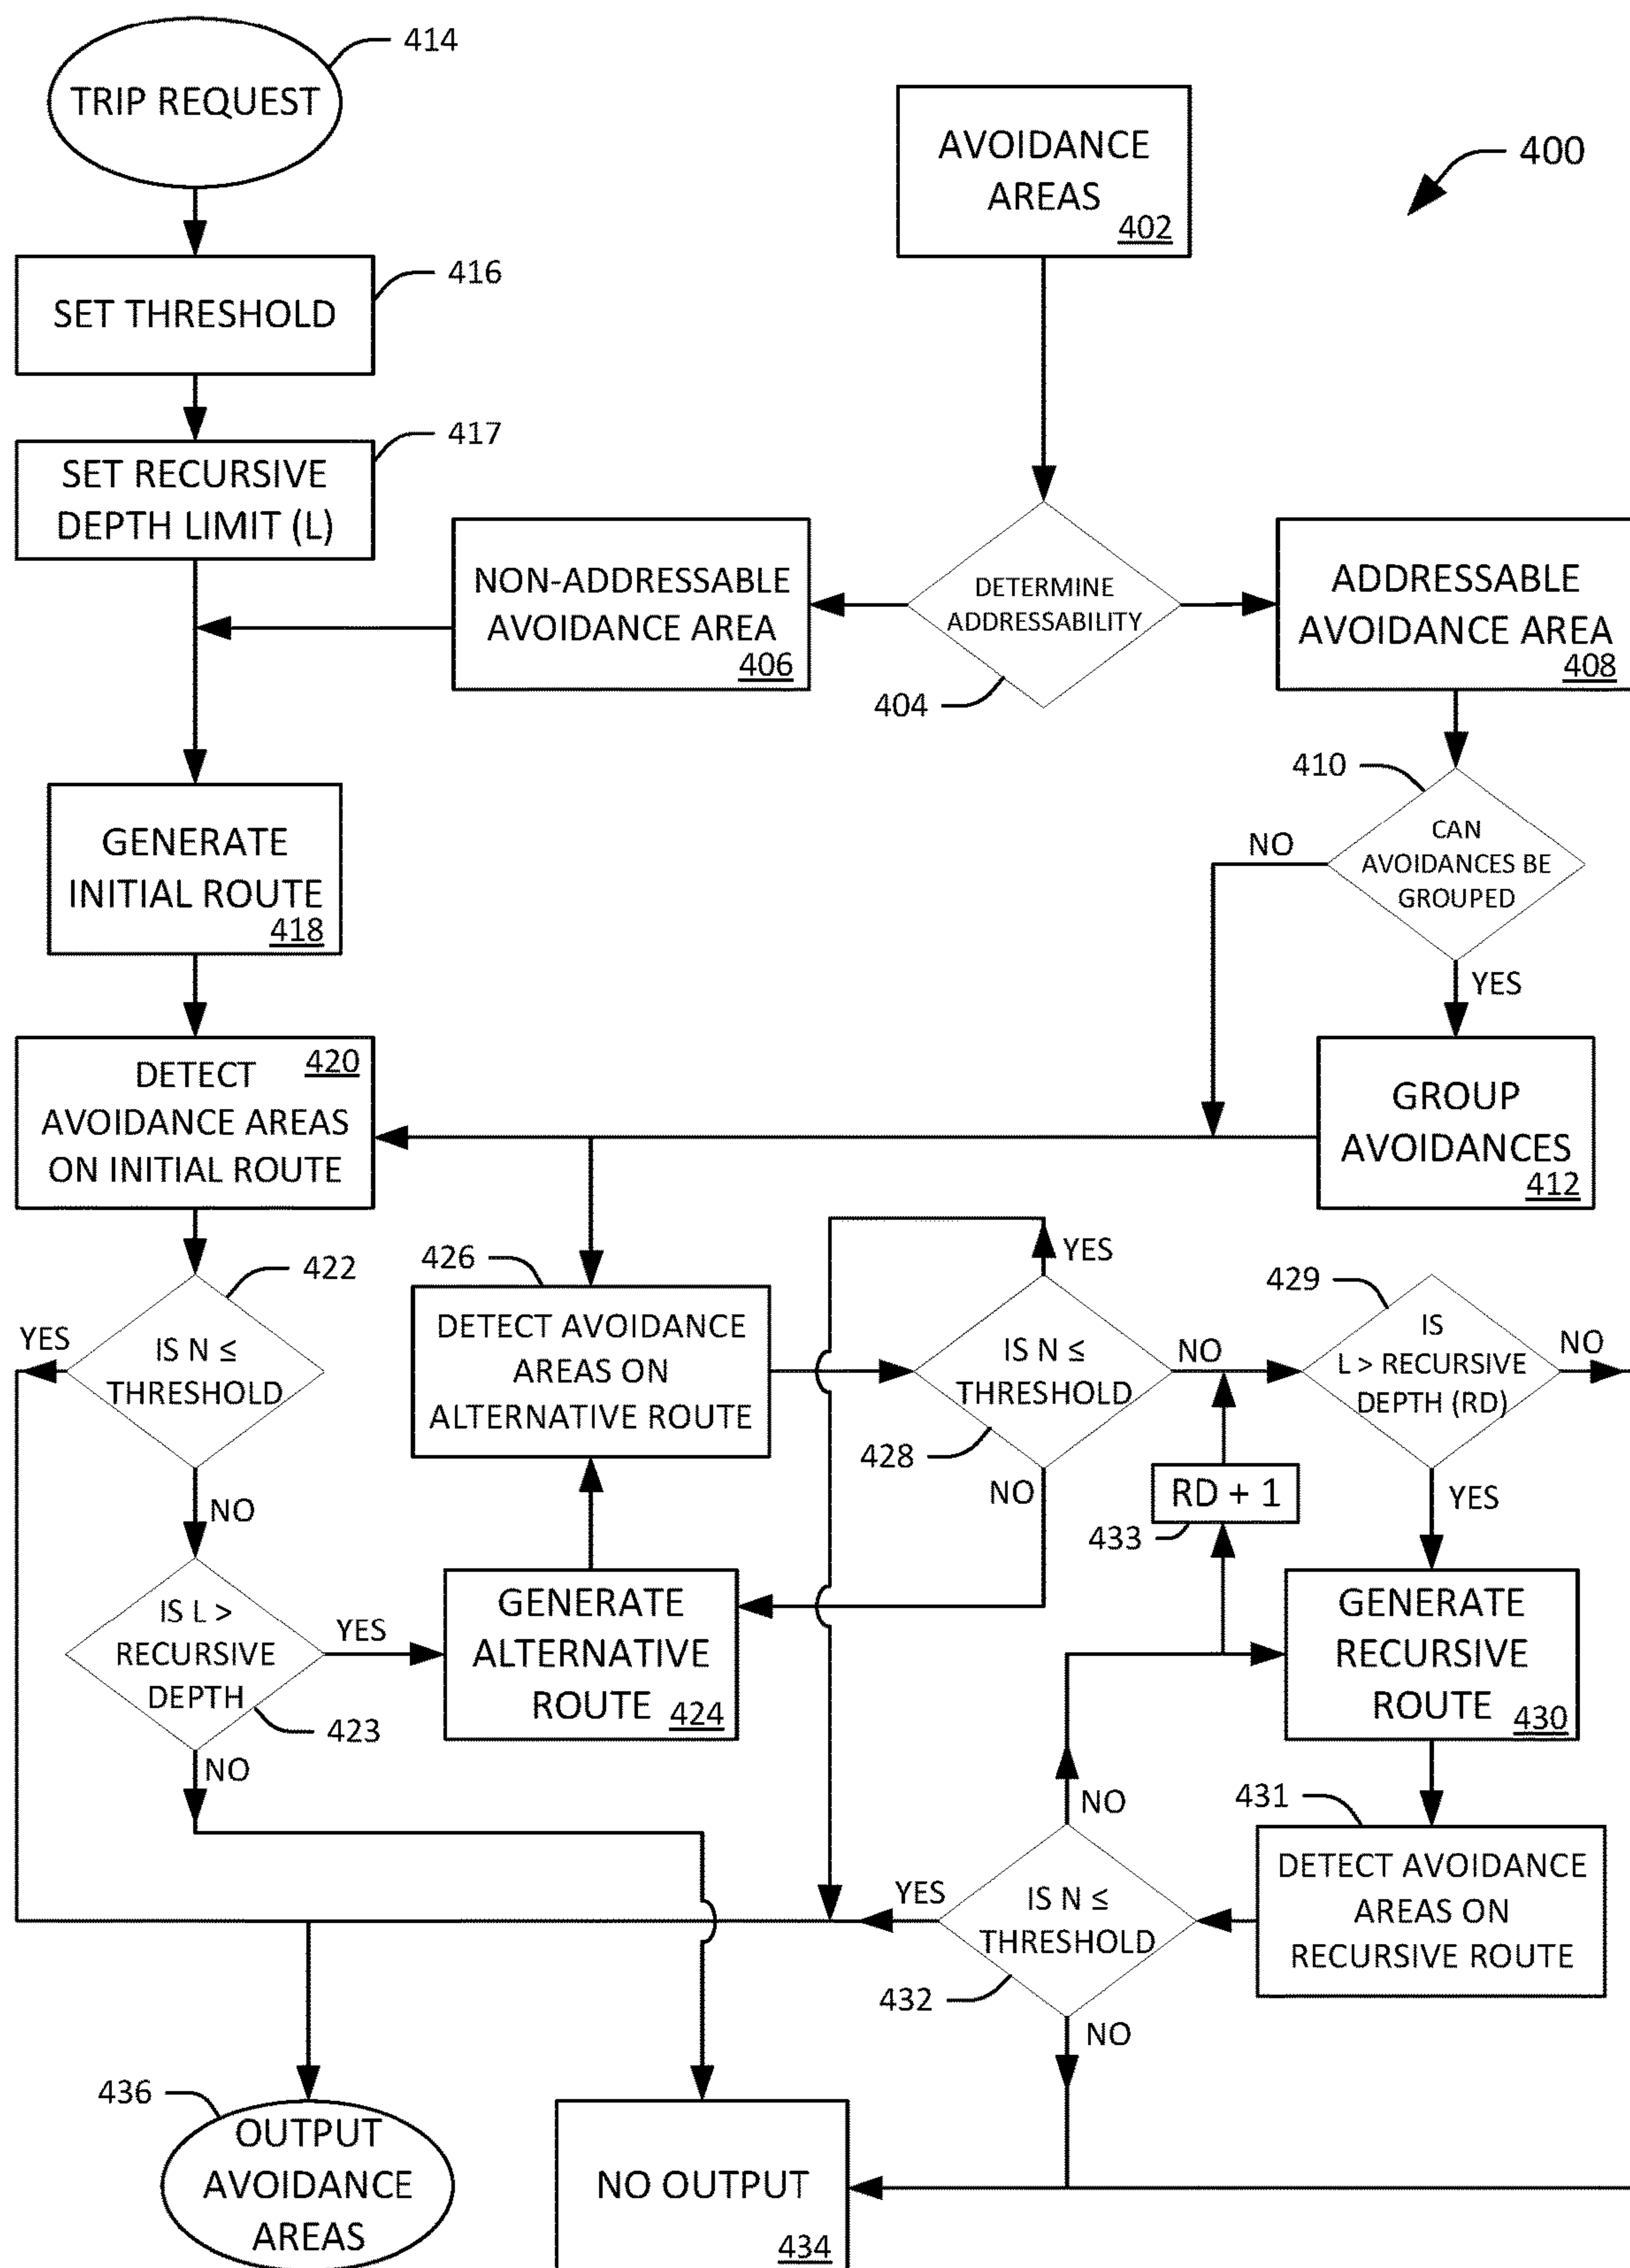 414
TRIP REQUEST
AVOIDANCE
AREAS
402
400
416
SET THRESHOLD
417
SET RECURSIVE
DEPTH LIMIT (L)
NON-ADDRESSABLE
AVOIDANCE AREA
406
DETERMINE
ADDRESSABILITY
404
ADDRESSABLE
AVOIDANCE AREA
408
410
CAN
AVOIDANCES BE
GROUPED
NO
YES
GENERATE
INITIAL ROUTE
418
420
DETECT
AVOIDANCE AREAS
ON INITIAL ROUTE
GROUP
AVOIDANCES
412
422
YES
IS N ≤
THRESHOLD
NO
426
DETECT AVOIDANCE
AREAS ON
ALTERNATIVE ROUTE
YES
IS N ≤
THRESHOLD
428
NO
NO
429
IS
L > RECURSIVE
DEPTH (RD)
NO
YES
RD + 1
433
IS L >
RECURSIVE
DEPTH
423
YES
NO
GENERATE
ALTERNATIVE
ROUTE
424
GENERATE
RECURSIVE
ROUTE
430
431
DETECT AVOIDANCE
AREAS ON
RECURSIVE ROUTE
NO
YES
IS N ≤
THRESHOLD
432
NO
436
OUTPUT
AVOIDANCE
AREAS
NO OUTPUT
434